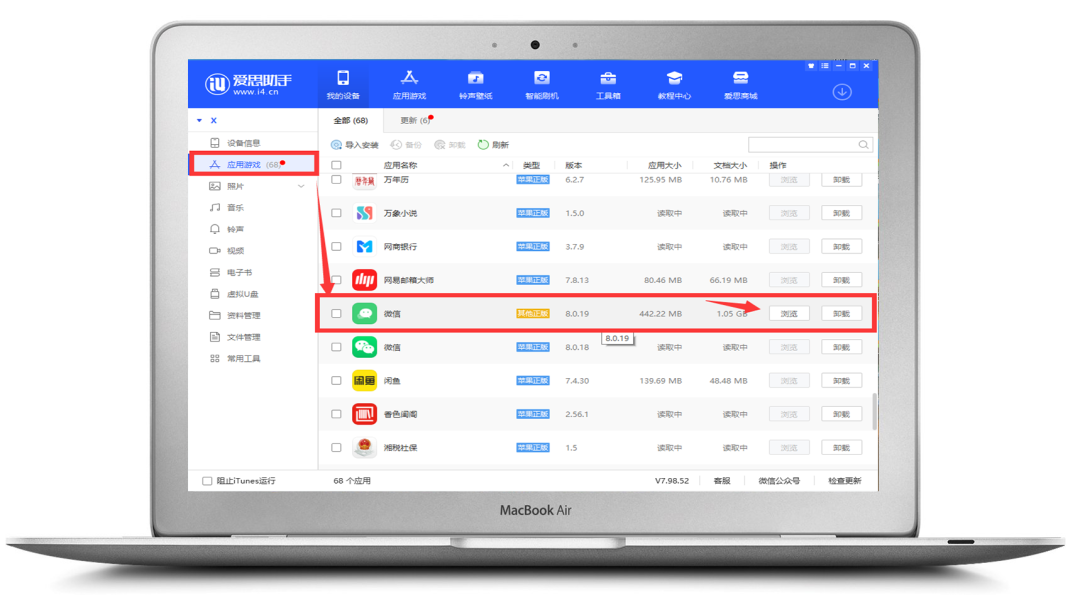 爱思助手
www.i4.cn
我的设备 应用游戏 铃声壁纸 智能刷机 工具箱 教程中心 爱思商城
X
全部 (68) 更新 (6)
设备信息
应用游戏 (68)
照片
音乐
铃声
视频
电子书
虚拟U盘
资料管理
文件管理
常用工具
导入安装 备份 卸载 刷新
应用名称 类型 版本 应用大小 文档大小 操作
万年历 苹果正版 6.2.7 125.95 MB 10.76 MB 浏览 卸载
万象小说 苹果正版 1.5.0 读取中 读取中 浏览 卸载
网商银行 苹果正版 3.7.9 读取中 读取中 浏览 卸载
网易邮箱大师 苹果正版 7.8.13 80.46 MB 66.19 MB 浏览 卸载
微信 其他正版 8.0.19 442.22 MB 1.05 GB 浏览 卸载
8.0.19
微信 苹果正版 8.0.18 读取中 读取中 浏览 卸载
闲鱼 苹果正版 7.4.30 139.69 MB 48.48 MB 浏览 卸载
香色闺阁 苹果正版 2.56.1 读取中 读取中 浏览 卸载
湘税社保 苹果正版 1.5 读取中 读取中 浏览 卸载
阻止iTunes运行 68 个应用 V7.98.52 客服 微信公众号 检查更新
MacBook Air